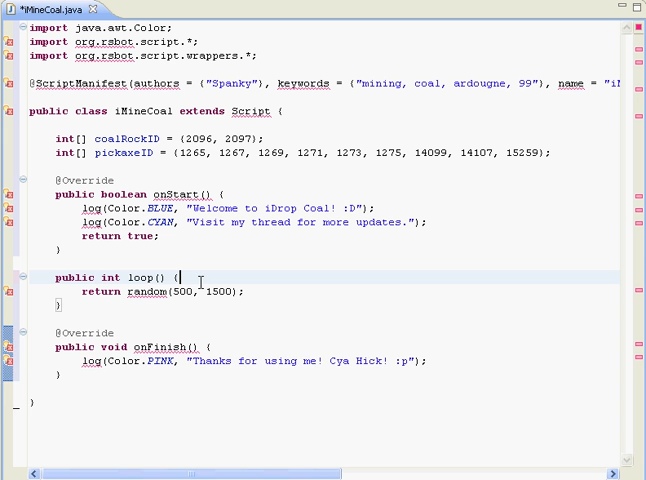 *iMineCoal.java
import java.awt.Color;
import org.rsbot.script.*;
import org.rsbot.script.wrappers.*;
@ScriptManifest(authors = {"Spanky"}, keywords = {"mining, coal, ardougne, 99"}, name = "iM
public class iMineCoal extends Script {
int[] coalRockID = {2096, 2097};
int[] pickaxeID = {1265, 1267, 1269, 1271, 1273, 1275, 14099, 14107, 15259};
@Override
public boolean onStart() {
log(Color.BLUE, "Welcome to iDrop Coal! :D");
log(Color.CYAN, "Visit my thread for more updates.");
return true;
}
public int loop() {
return random(500, 1500);
}
@Override
public void onFinish() {
log(Color.PINK, "Thanks for using me! Cya Hick! :p");
}
}